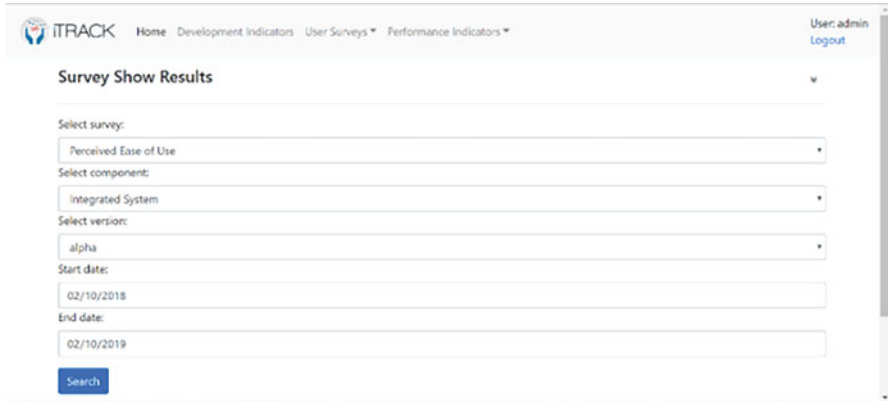 iTRACK Home Development Indicators User Surveys Performance Indicators User: admin
Logout
Survey Show Results
Select survey:
Perceived Ease of Use
Select component:
Integrated System
Select version:
alpha
Start date:
02/10/2018
End date:
02/10/2019
Search